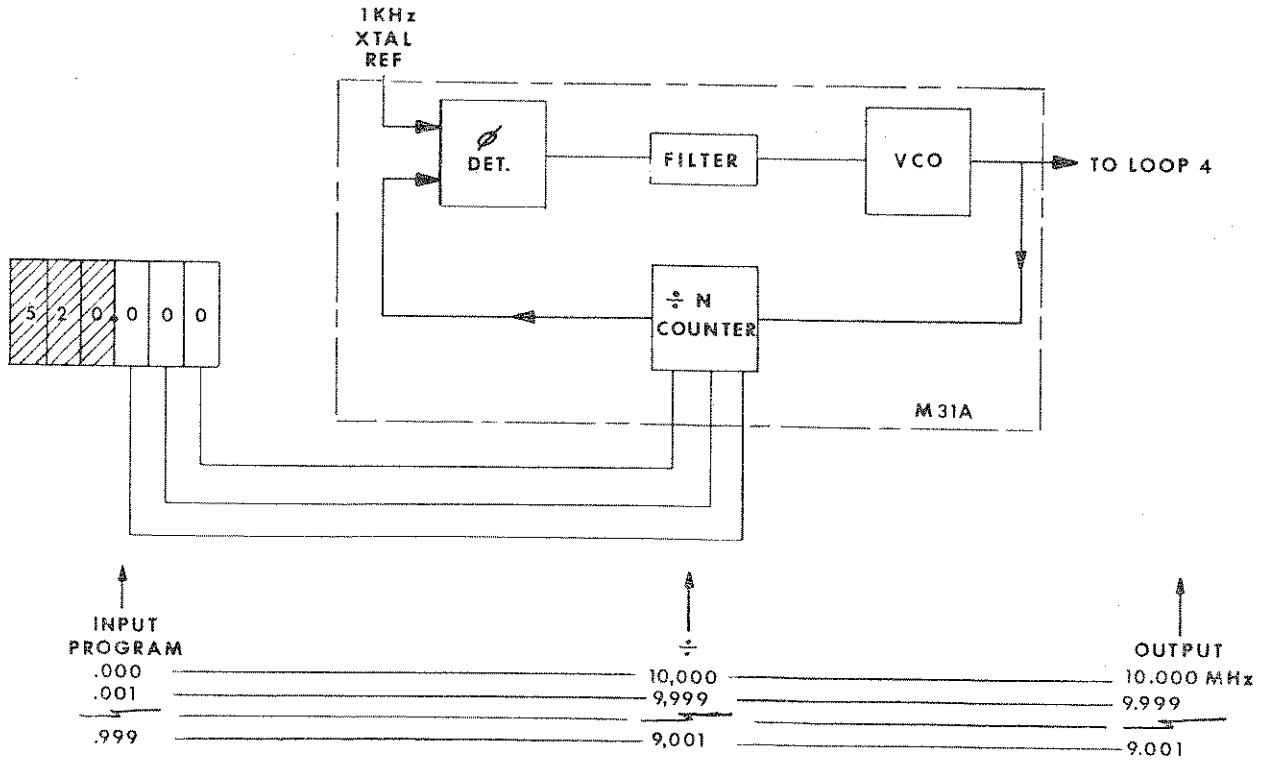 1KHz
XTAL
REF
Ø
DET.
FILTER
VCO
TO LOOP 4
5 2 0.0 0 0
÷ N
COUNTER
M31A
INPUT
PROGRAM
÷
OUTPUT
.000 10,000 10.000 MHz
.001 9,999 9.999
.999 9,001 9.001